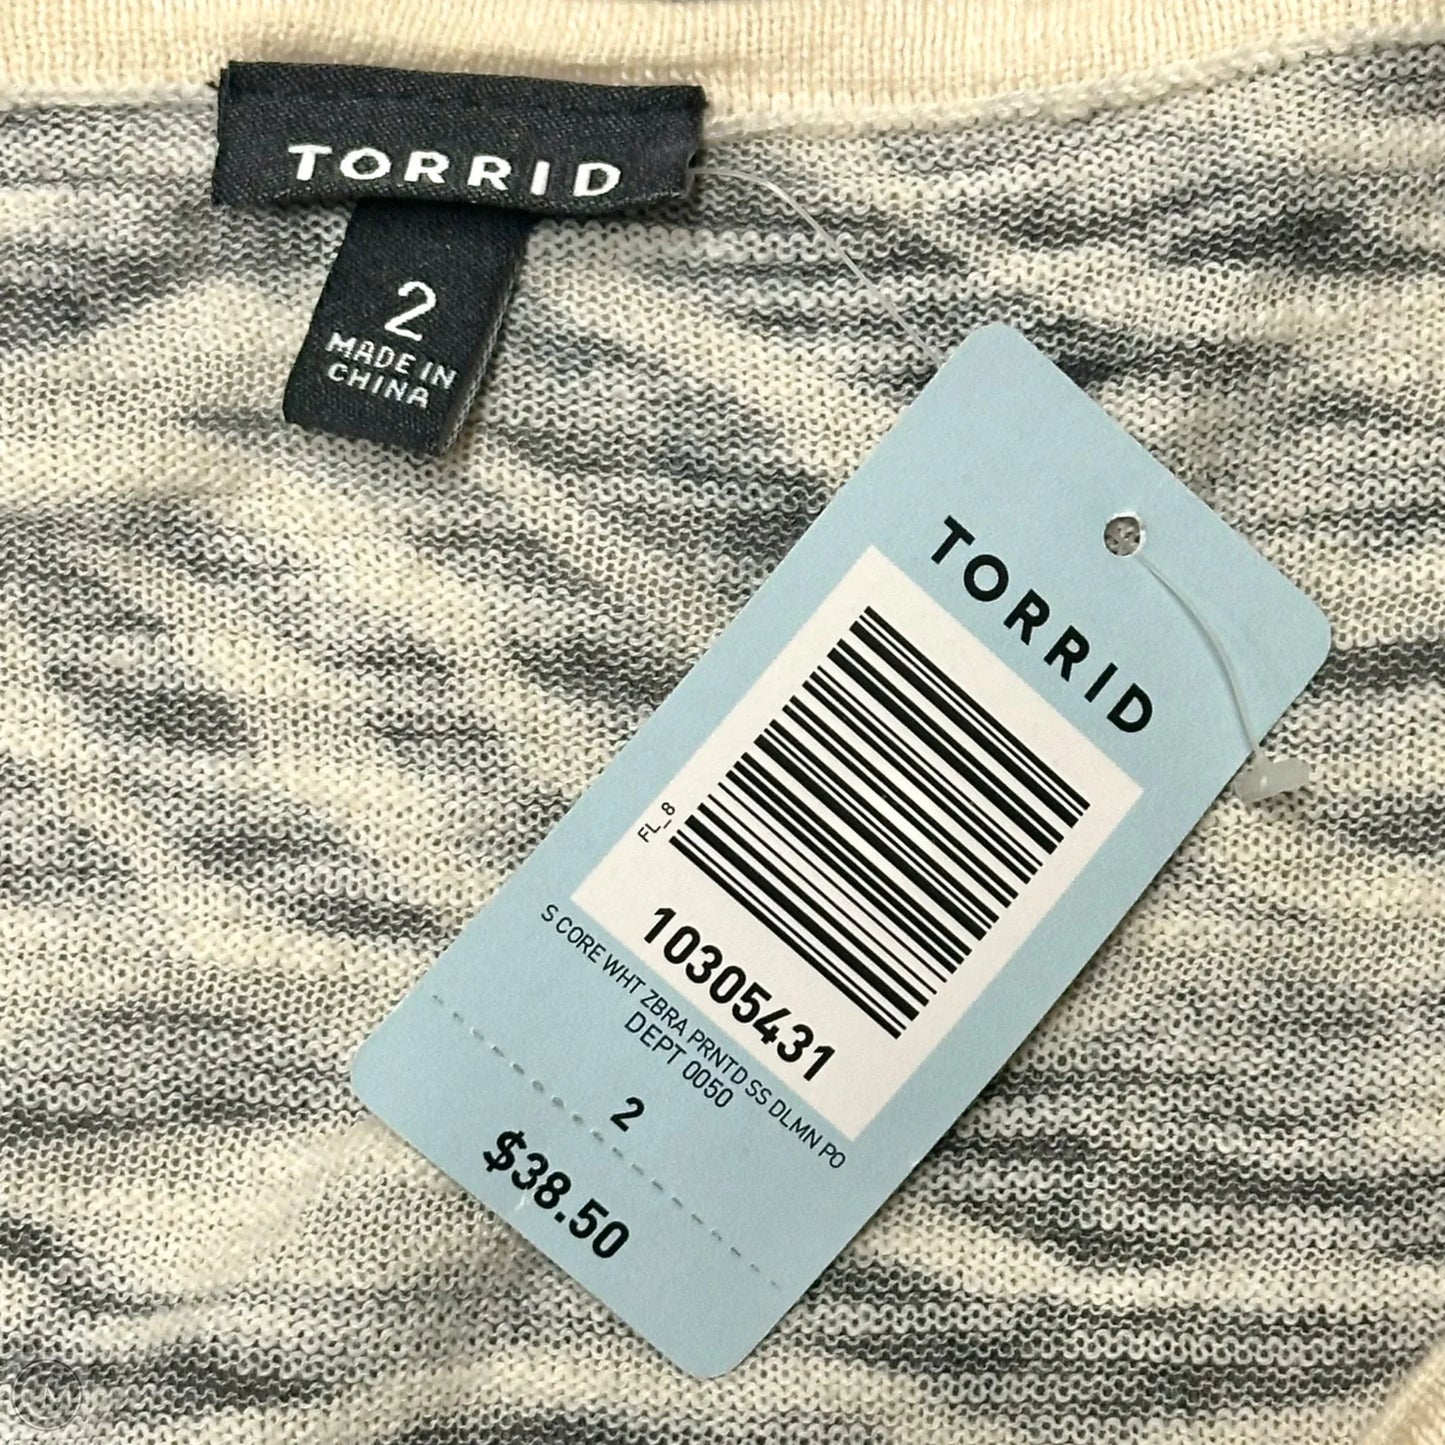 TORRID
2
MADE IN
CHINA
TORRID
FL_8
10305431
S CORE WHT ZBRA PRNTD SS DLMN PO
DEPT 0050
2
$38.50